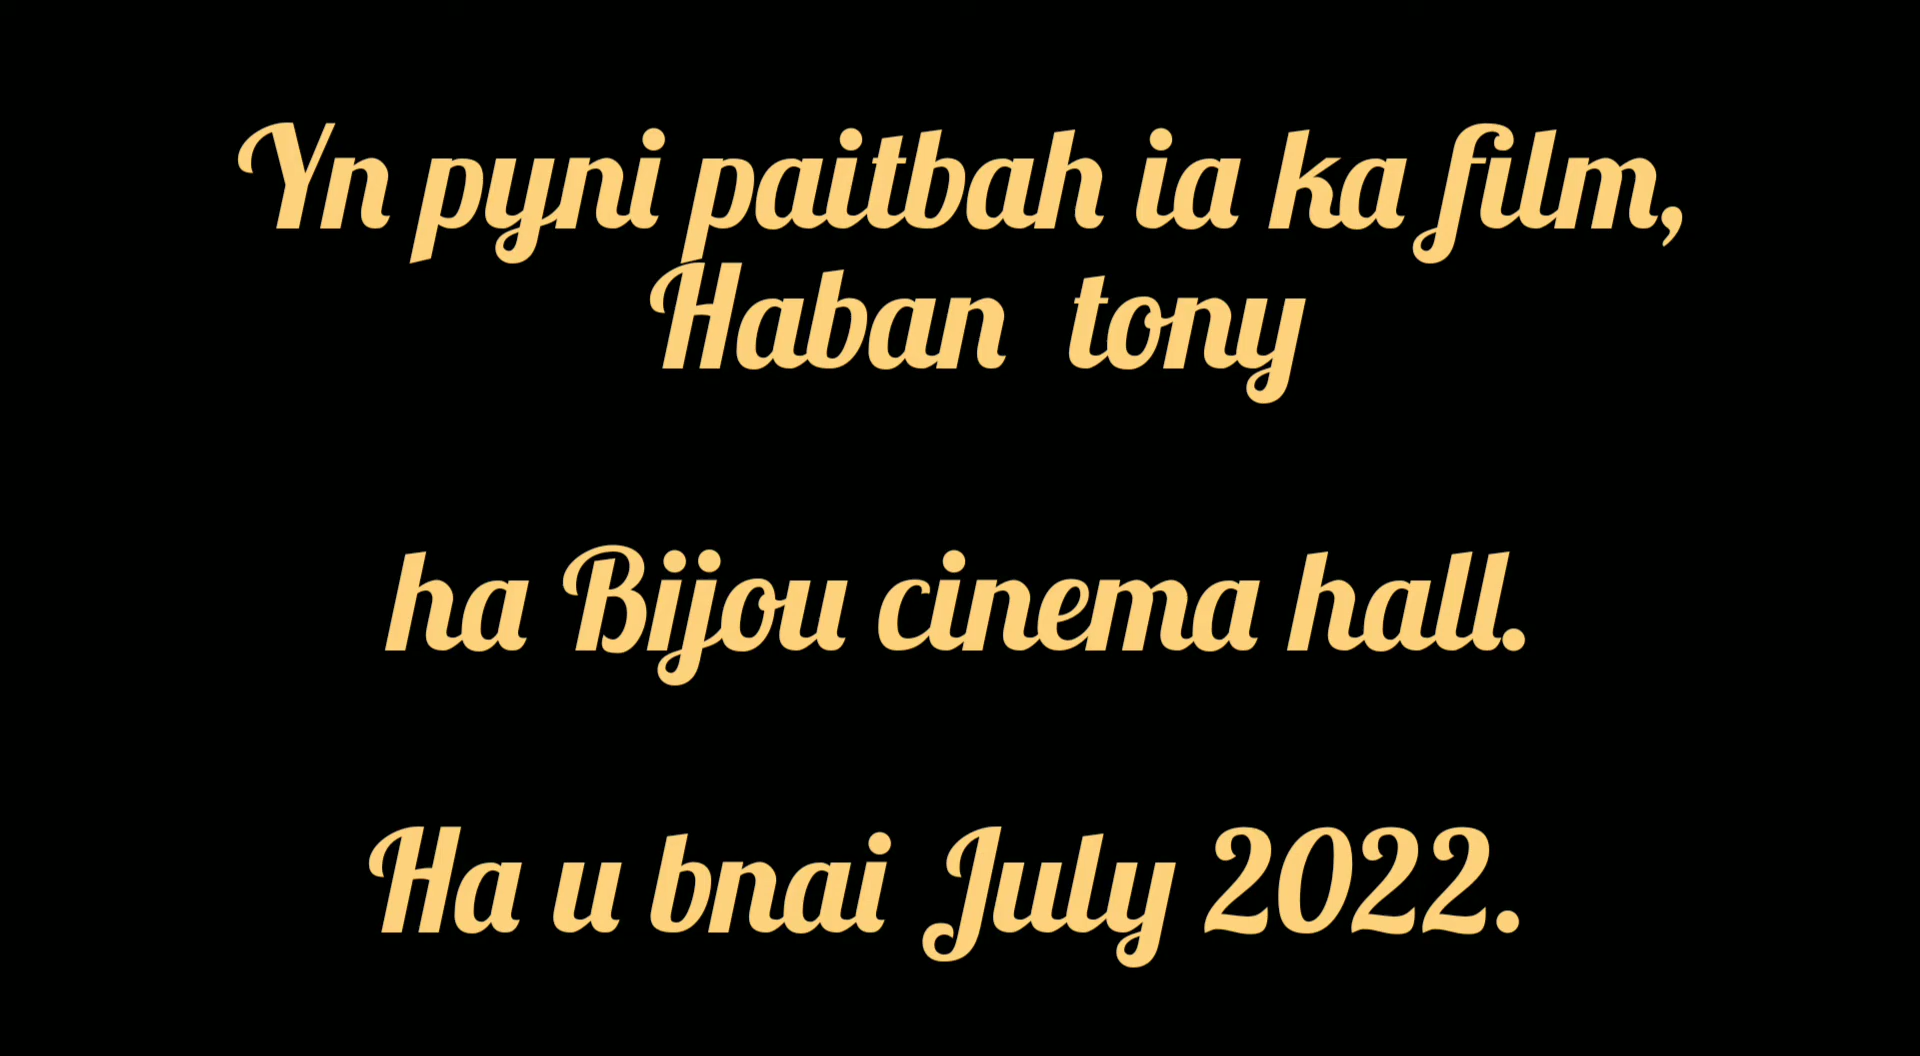 Yn pyni paitbah ia ka film,
Haban tony
ha Bijou cinema hall.
Ha u bnai July 2022.